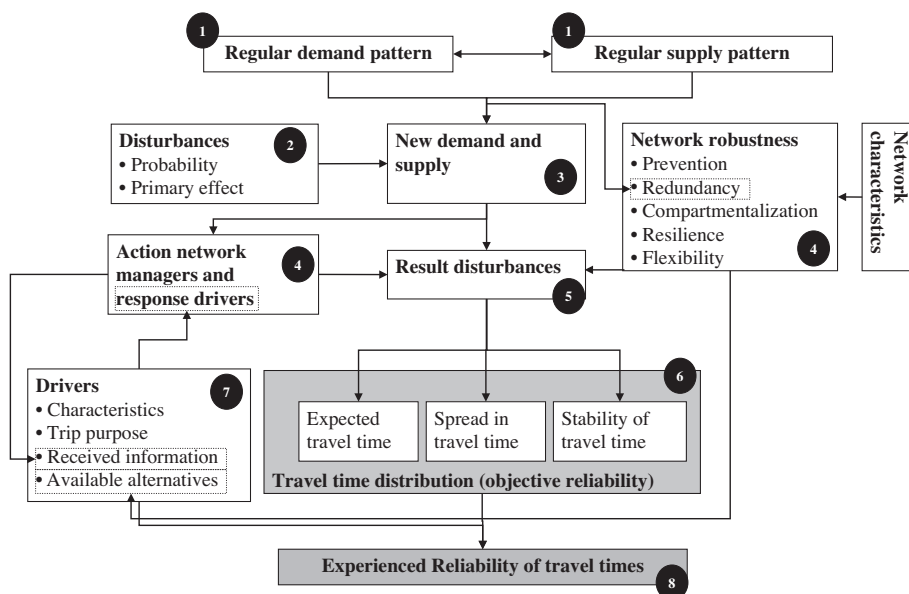 1
Regular demand pattern
1
Regular supply pattern
Disturbances
• Probability
• Primary effect
2
New demand and
supply
3
Network robustness
• Prevention
• Redundancy
• Compartmentalization
• Resilience
• Flexibility
4
Network
characteristics
Action network
managers and
response drivers
4
Result disturbances
5
Drivers
• Characteristics
• Trip purpose
• Received information
• Available alternatives
7
6
Expected
travel time
Spread in
travel time
Stability of
travel time
Travel time distribution (objective reliability)
Experienced Reliability of travel times
8